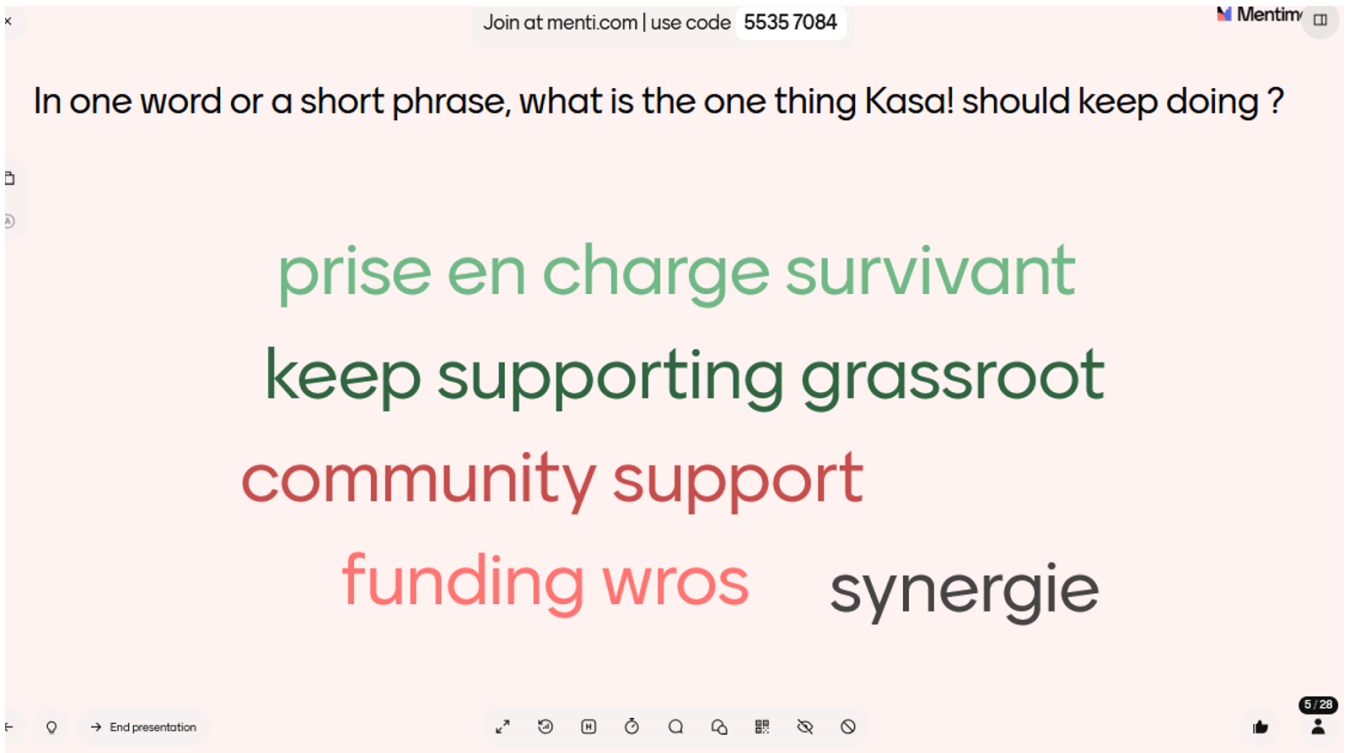 Join at menti.com | use code 5535 7084
In one word or a short phrase, what is the one thing Kasa! should keep doing ?
prise en charge survivant
keep supporting grassroot
community support
funding wros synergie
End presentation
5 / 28